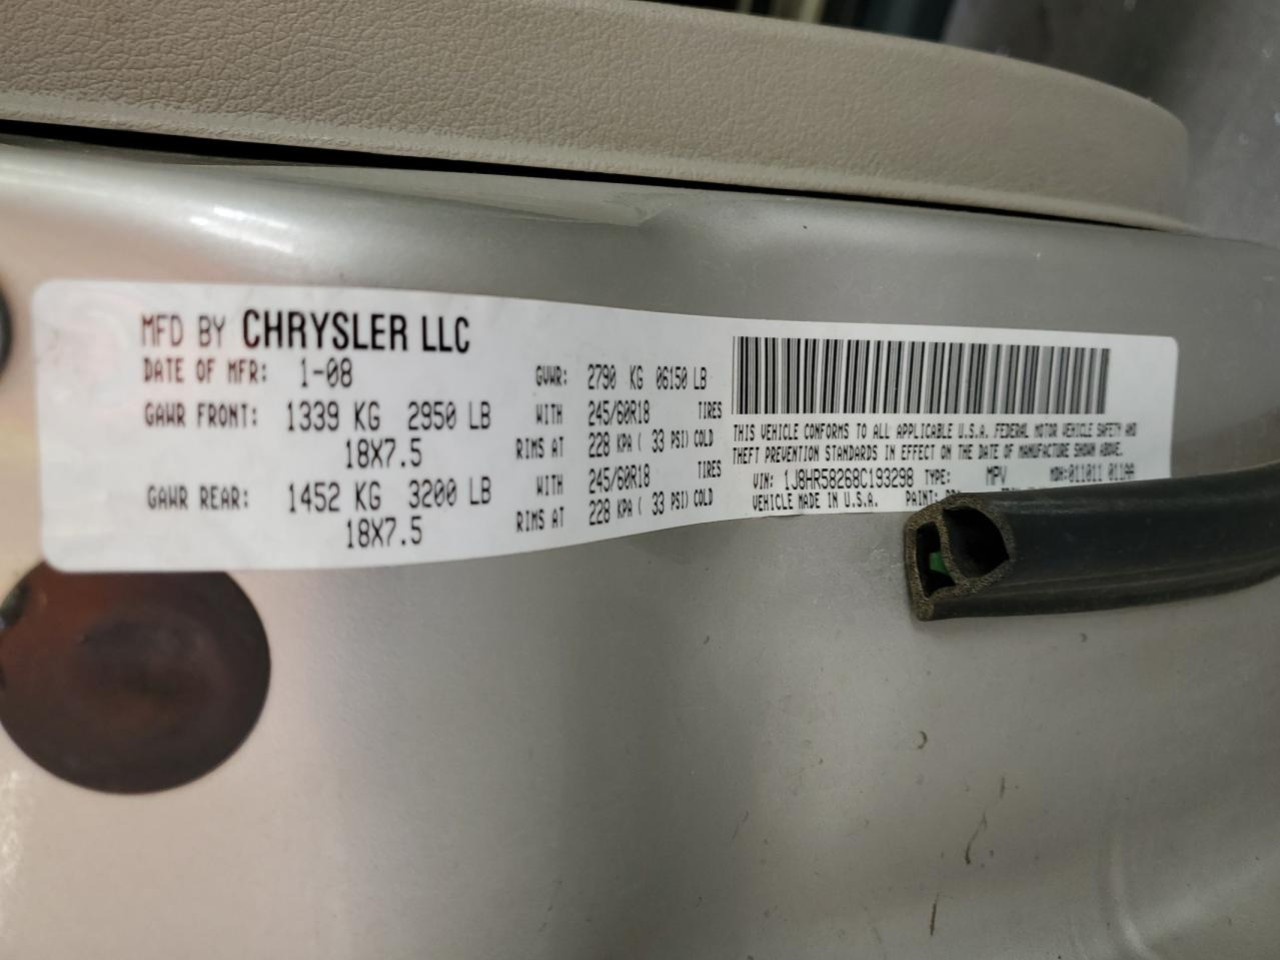 MFD BY CHRYSLER LLC
DATE OF MFR: 1-08 GVWR: 2790 KG 06150 LB
GAWR FRONT: 1339 KG 2950 LB WITH 245/60R18 TIRES
18X7.5 RIMS AT 228 KPA ( 33 PSI) COLD
GAWR REAR: 1452 KG 3200 LB WITH 245/60R18 TIRES
18X7.5 RIMS AT 228 KPA ( 33 PSI) COLD
THIS VEHICLE CONFORMS TO ALL APPLICABLE U.S.A. FEDERAL MOTOR VEHICLE SAFETY AND
THEFT PREVENTION STANDARDS IN EFFECT ON THE DATE OF MANUFACTURE SHOWN ABOVE.
VIN: 1J8HR58268C193298 TYPE: MPV MDH:011011 011AA
VEHICLE MADE IN U.S.A. PAINT: